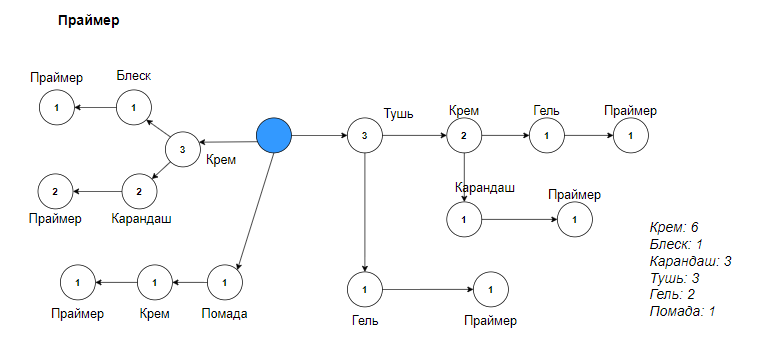 Праймер
Праймер
Блеск
1
1
3
Крем
2
2
Праймер
Карандаш
1
1
1
Праймер
Крем
Помада
3
Тушь
Крем
2
Гель
1
Праймер
1
Карандаш
1
Праймер
1
1
Гель
1
Праймер
Крем: 6
Блеск: 1
Карандаш: 3
Тушь: 3
Гель: 2
Помада: 1